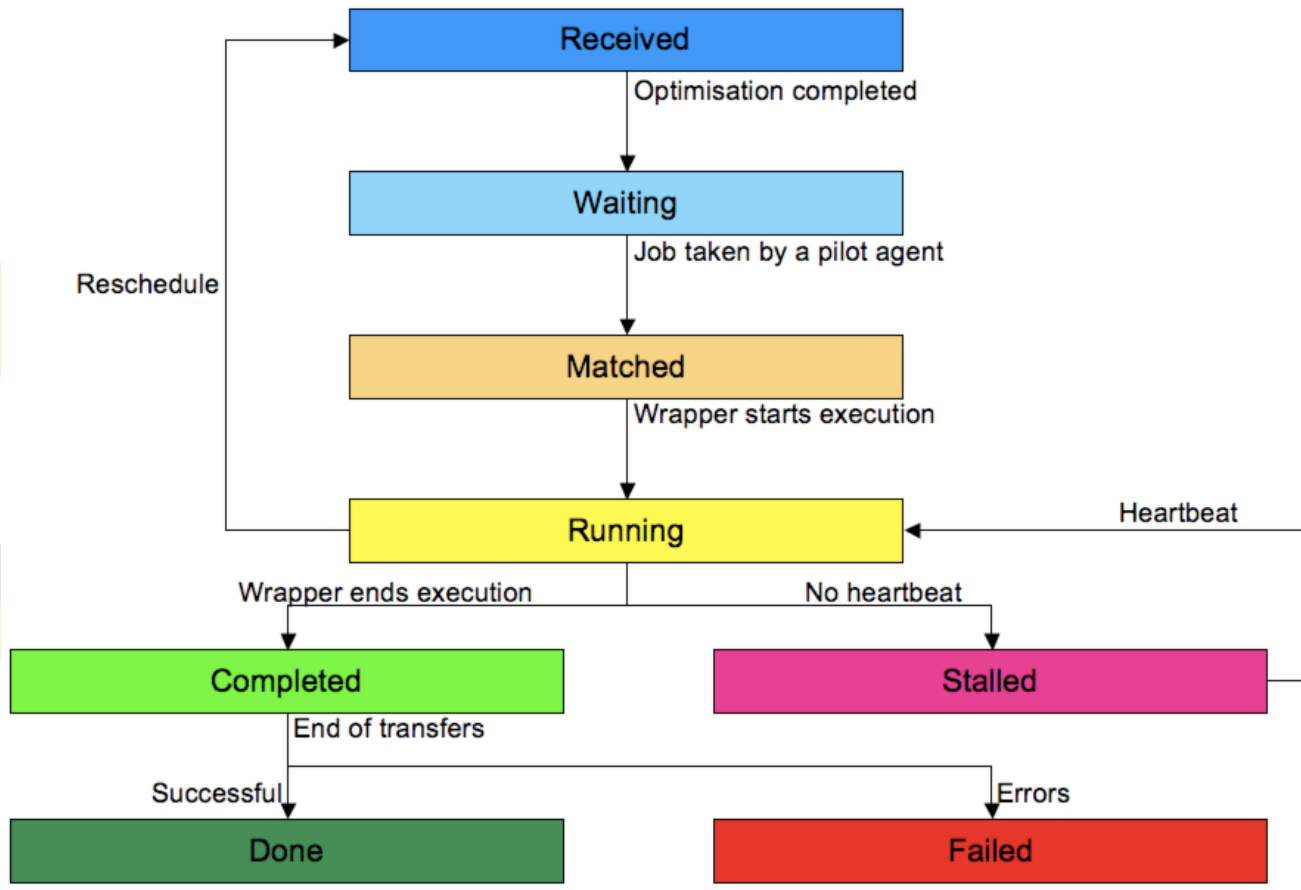 Received
Optimisation completed
Waiting
Job taken by a pilot agent
Reschedule
Matched
Wrapper starts execution
Heartbeat
Running
Wrapper ends execution
No heartbeat
Completed
Stalled
End of transfers
Successful
Errors
Done
Failed